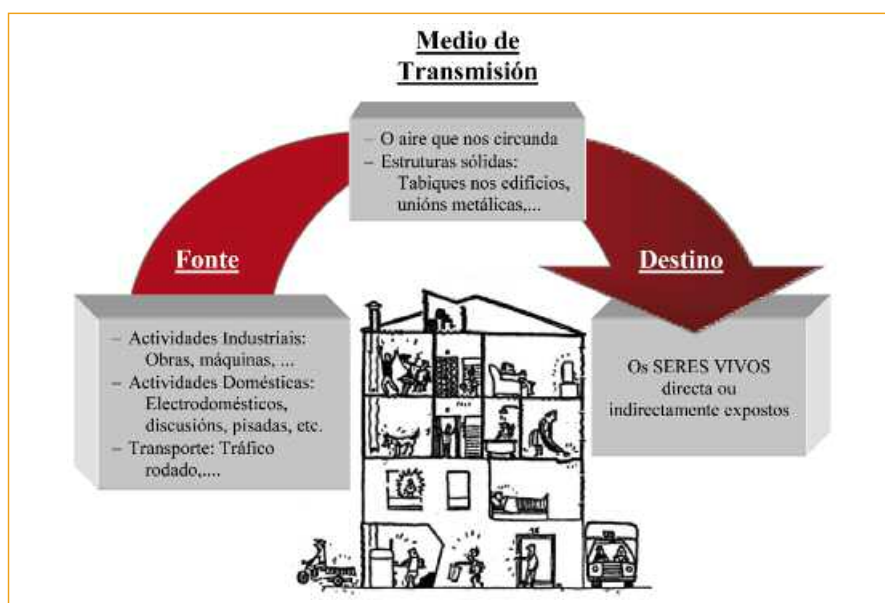 Medio de
Transmisión
– O aire que nos circunda
– Estruturas sólidas:
Tabiques nos edificios,
unións metálicas,...
Fonte
Destino
– Actividades Industriais:
Obras, máquinas, ...
– Actividades Domésticas:
Electrodomésticos,
discusións, pisadas, etc.
– Transporte: Tráfico
rodado,....
Os SERES VIVOS
directa ou
indirectamente expostos